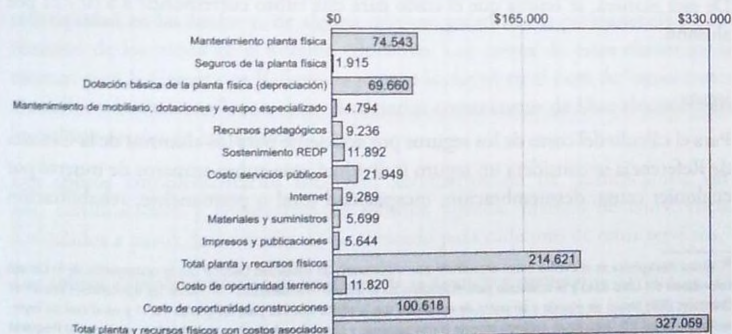 $0 $165.000 $330.000
Mantenimiento planta física 74.543
Seguros de la planta física 1.915
Dotación básica de la planta física (depreciación) 69.660
Mantenimiento de mobiliario, dotaciones y equipo especializado 4.794
Recursos pedagógicos 9.236
Sostenimiento REDP 11.893
Costo servicios públicos 21.949
Internet 9.289
Materiales y suministros 5.699
Impresos y publicaciones 5.644
Total planta y recursos físicos 214.621
Costo de oportunidad terrenos 11.820
Costo de oportunidad construcciones 100.618
Total planta y recursos físicos con costos asociados 327.059